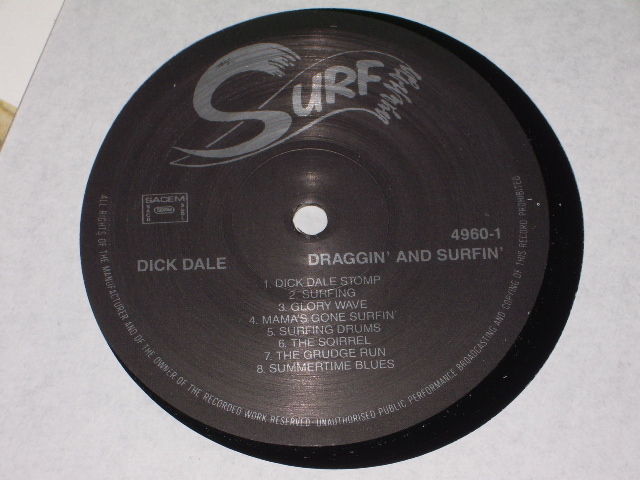 SURF
SACEM
4960-1
DICK DALE
DRAGGIN' AND SURFIN'
1. DICK DALE STOMP
2. SURFING
3. GLORY WAVE
4. MAMA'S GONE SURFIN'
5. SURFING DRUMS
6. THE SQIRREL
7. THE GRUDGE RUN
8. SUMMERTIME BLUES
ALL RIGHTS OF THE MANUFACTURER AND OF THE OWNER OF THE RECORDED WORK RESERVED - UNAUTHORISED PUBLIC PERFORMANCE BROADCASTING AND COPYING OF THIS RECORD PROHIBITED